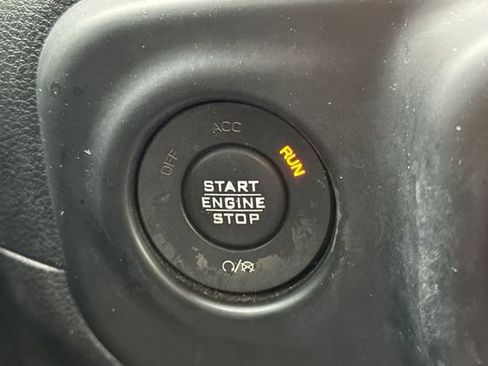 ACC
OFF
RUN
START
ENGINE
STOP